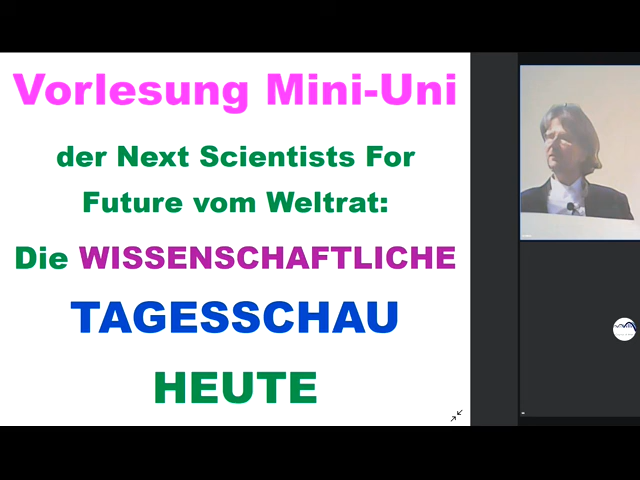 Vorlesung Mini-Uni
der Next Scientists For
Future vom Weltrat:
Die WISSENSCHAFTLICHE
TAGESSCHAU
HEUTE